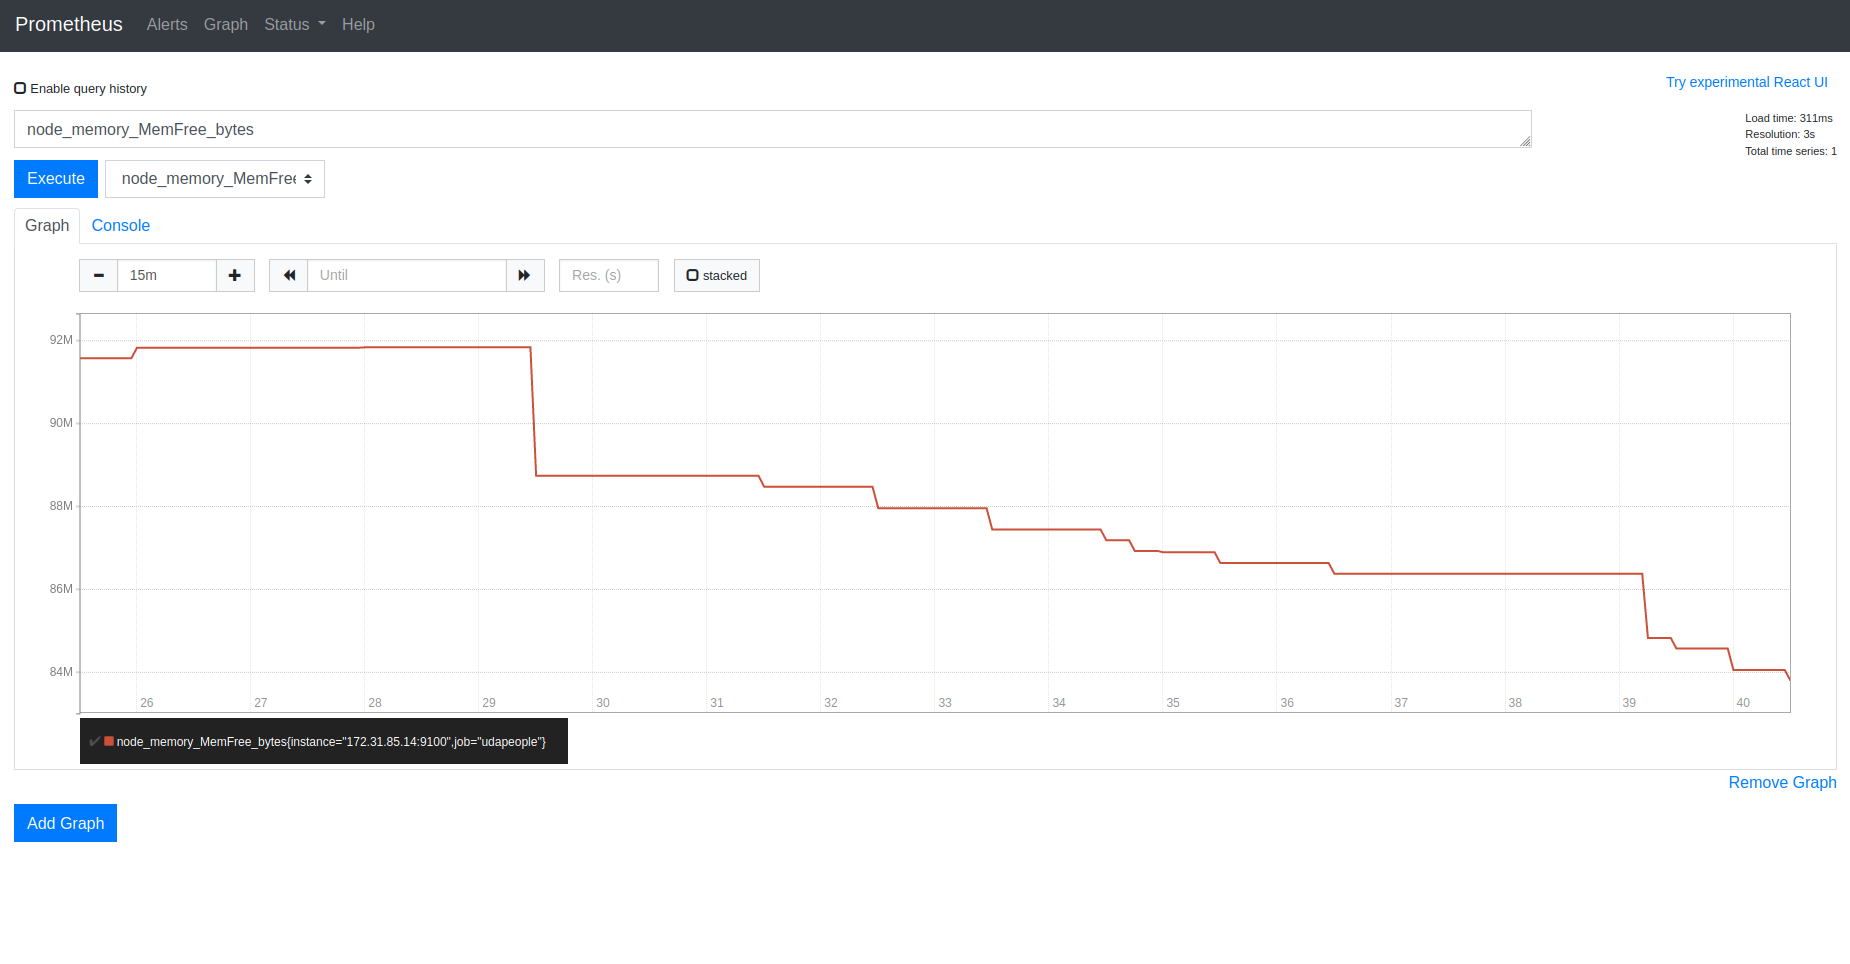 Prometheus Alerts Graph Status Help
Enable query history
Try experimental React UI
node_memory_MemFree_bytes
Load time: 311ms
Resolution: 3s
Total time series: 1
Execute node_memory_MemFree
Graph Console
15m Until Res. (s) stacked
92M
90M
88M
86M
84M
26 27 28 29 30 31 32 33 34 35 36 37 38 39 40
node_memory_MemFree_bytes{instance="172.31.85.14:9100",job="udapeople"}
Remove Graph
Add Graph